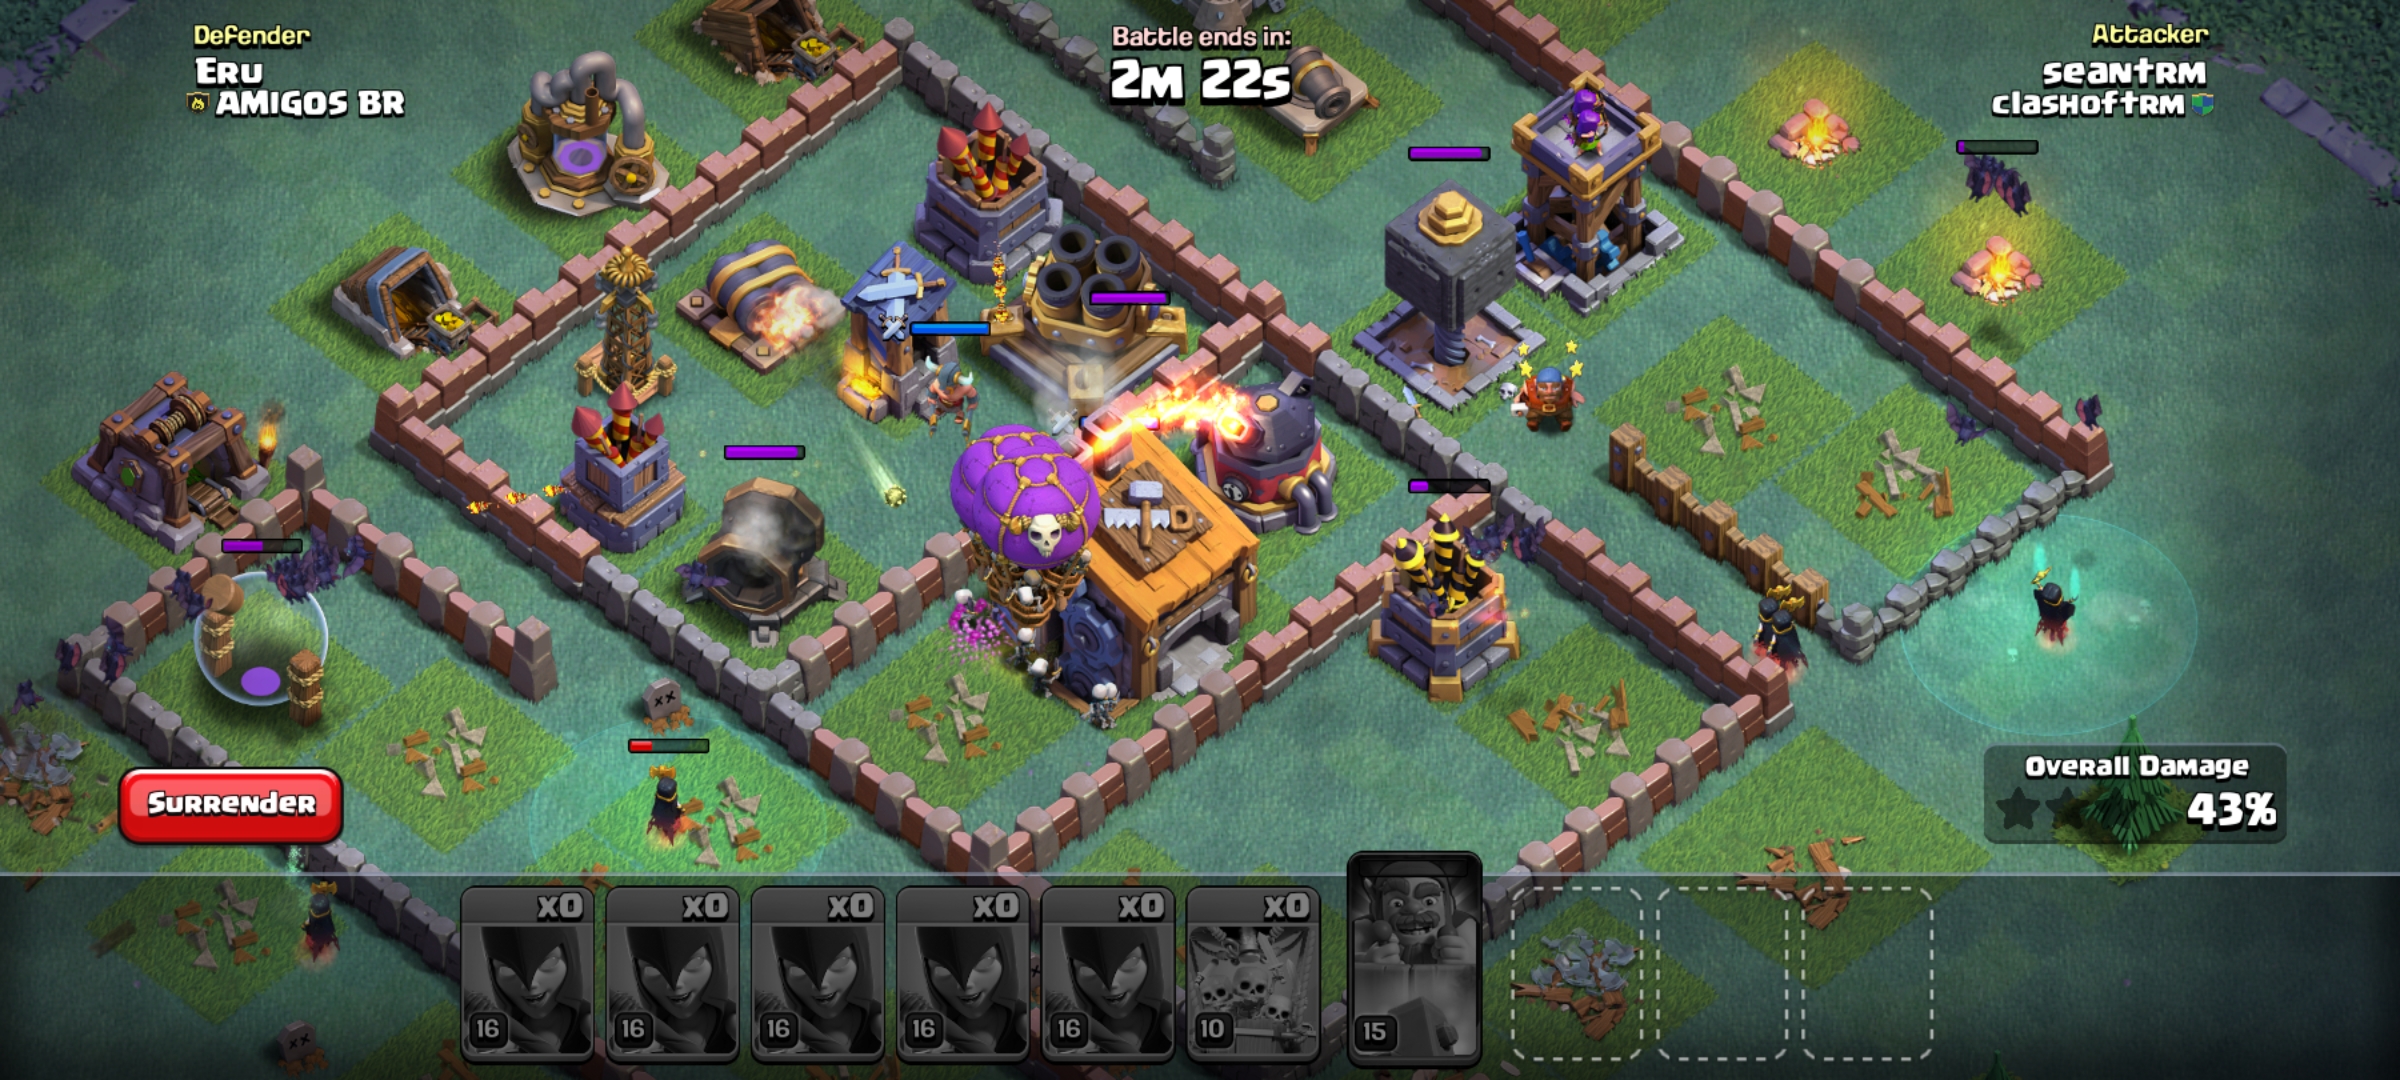 Defender
Eru
AMIGOS BR
Battle ends in:
2M 22s
Attacker
seantrm
clashoftrm
Surrender
Overall Damage
43%
x0
x0
x0
x0
x0
x0
16
16
16
16
16
10
15